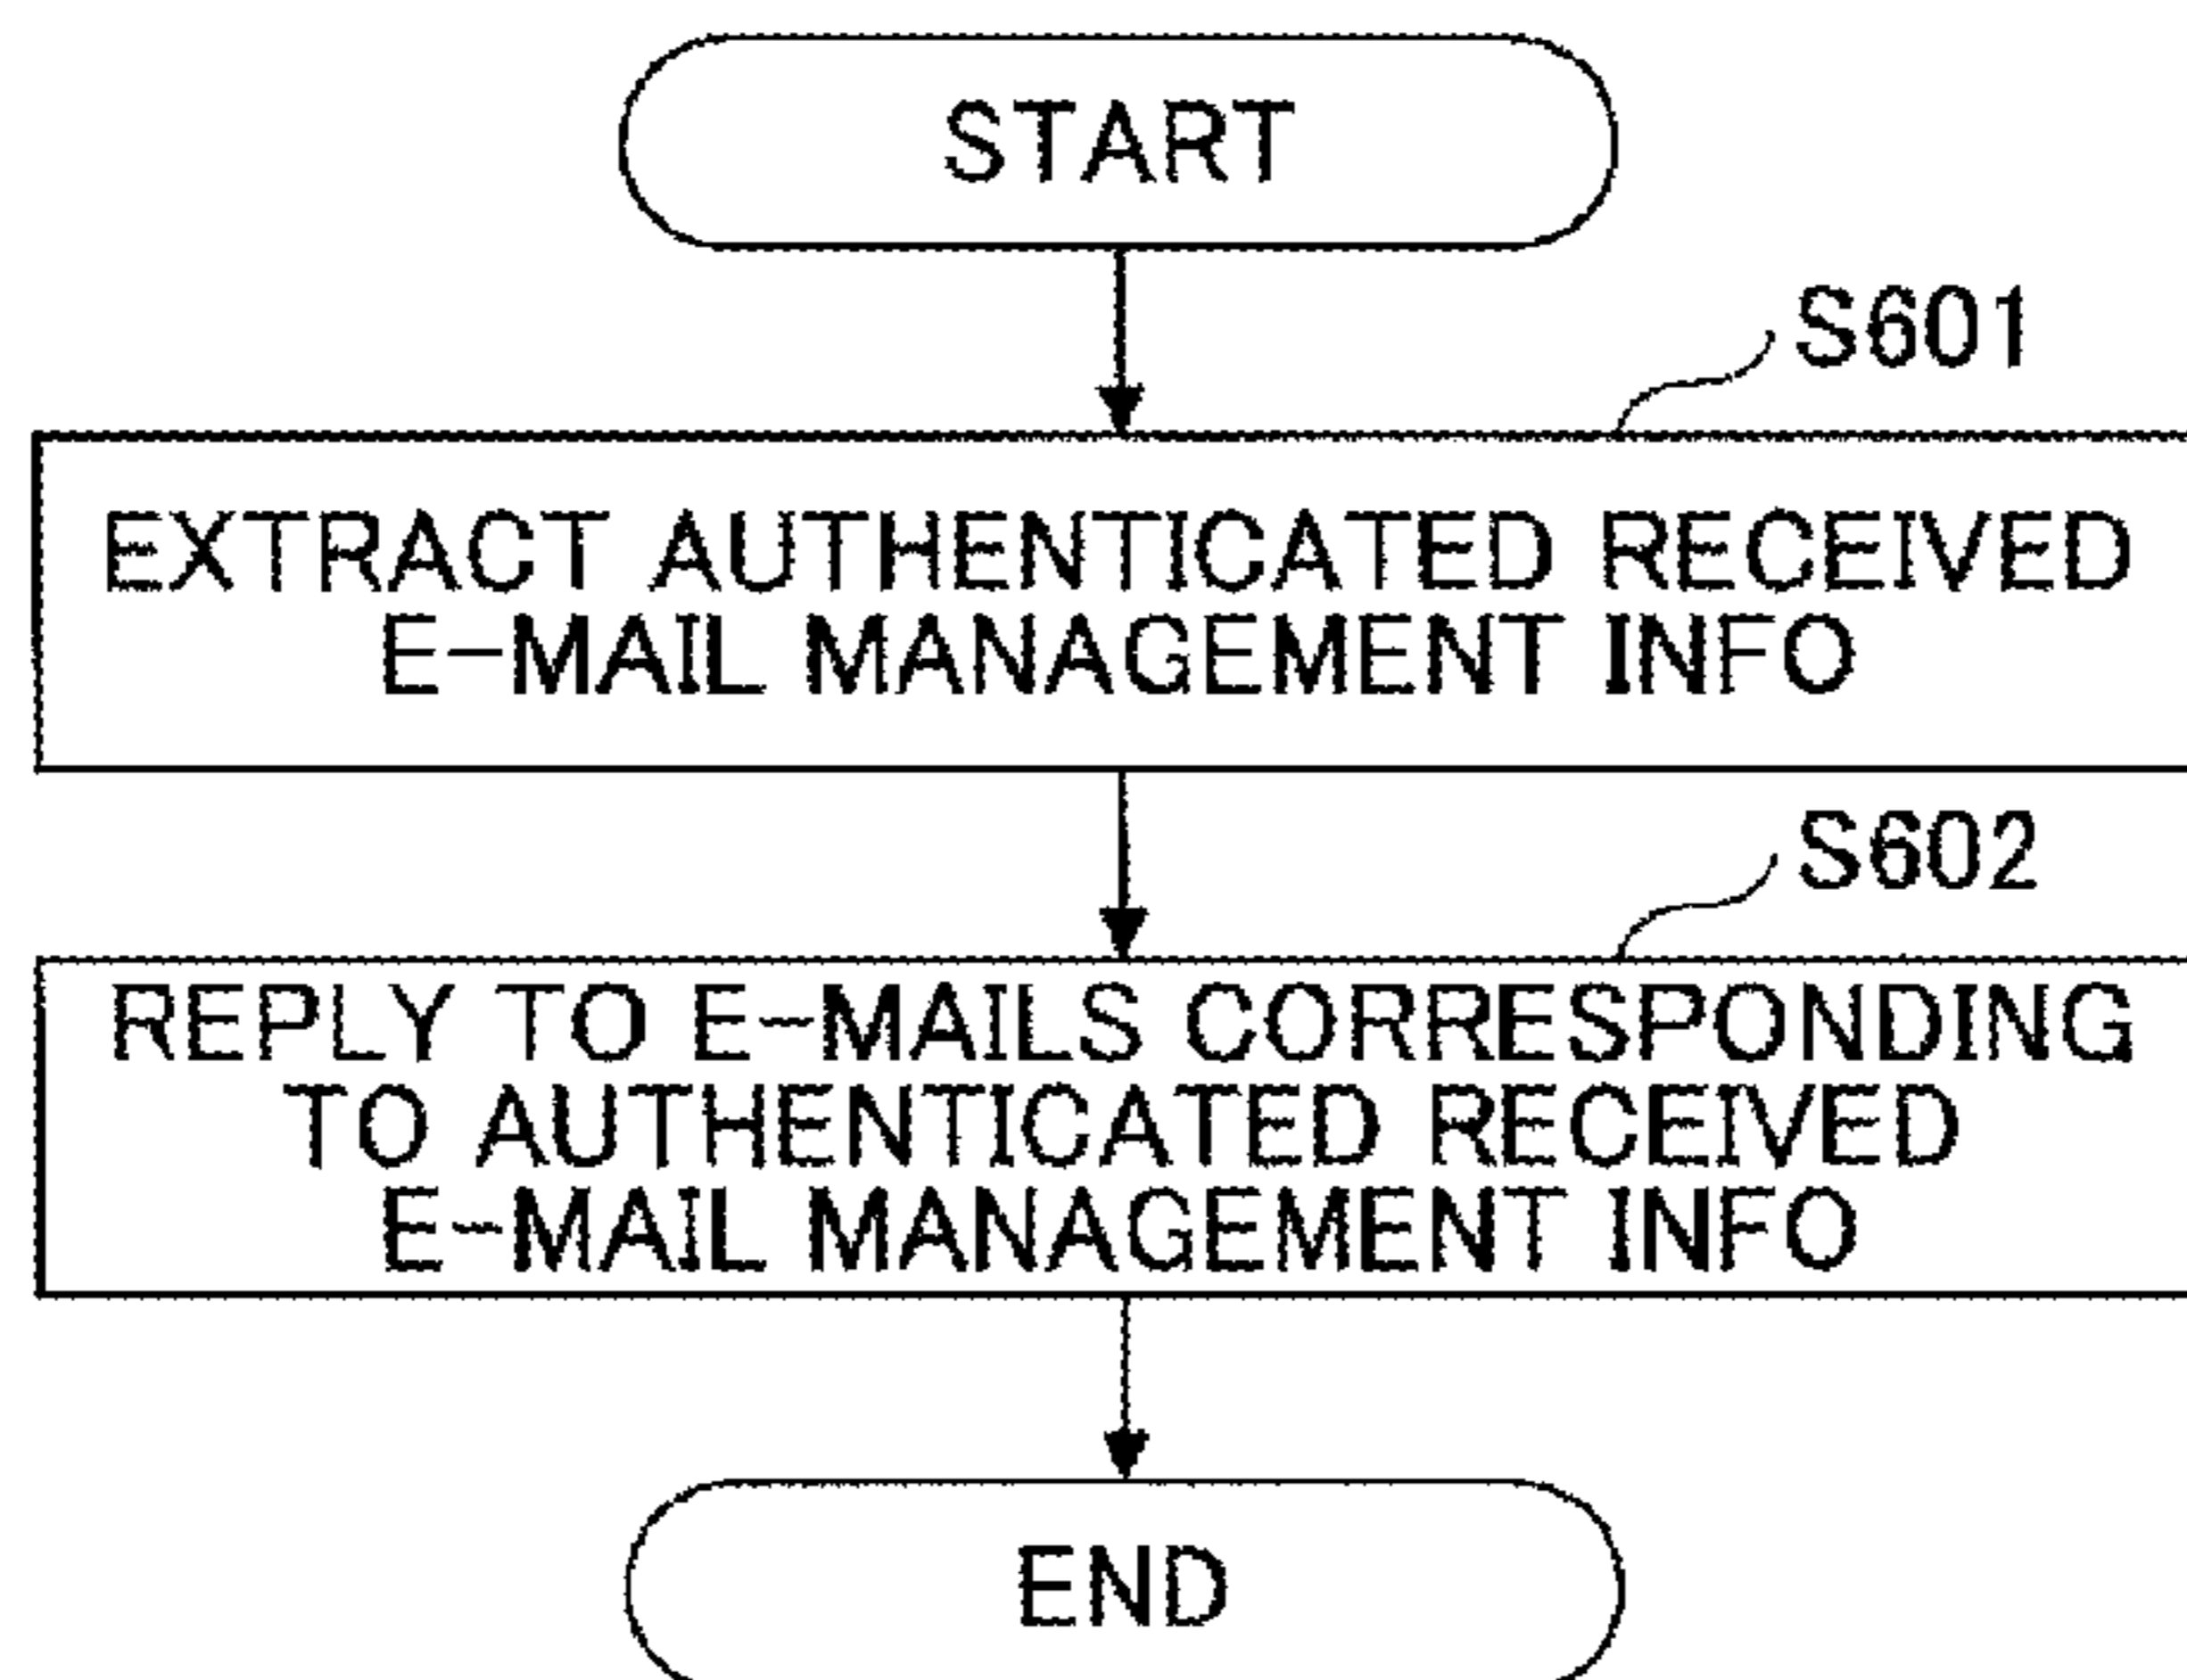 START
S601
EXTRACT AUTHENTICATED RECEIVED
E-MAIL MANAGEMENT INFO
S602
REPLY TO E-MAILS CORRESPONDING
TO AUTHENTICATED RECEIVED
E-MAIL MANAGEMENT INFO
END